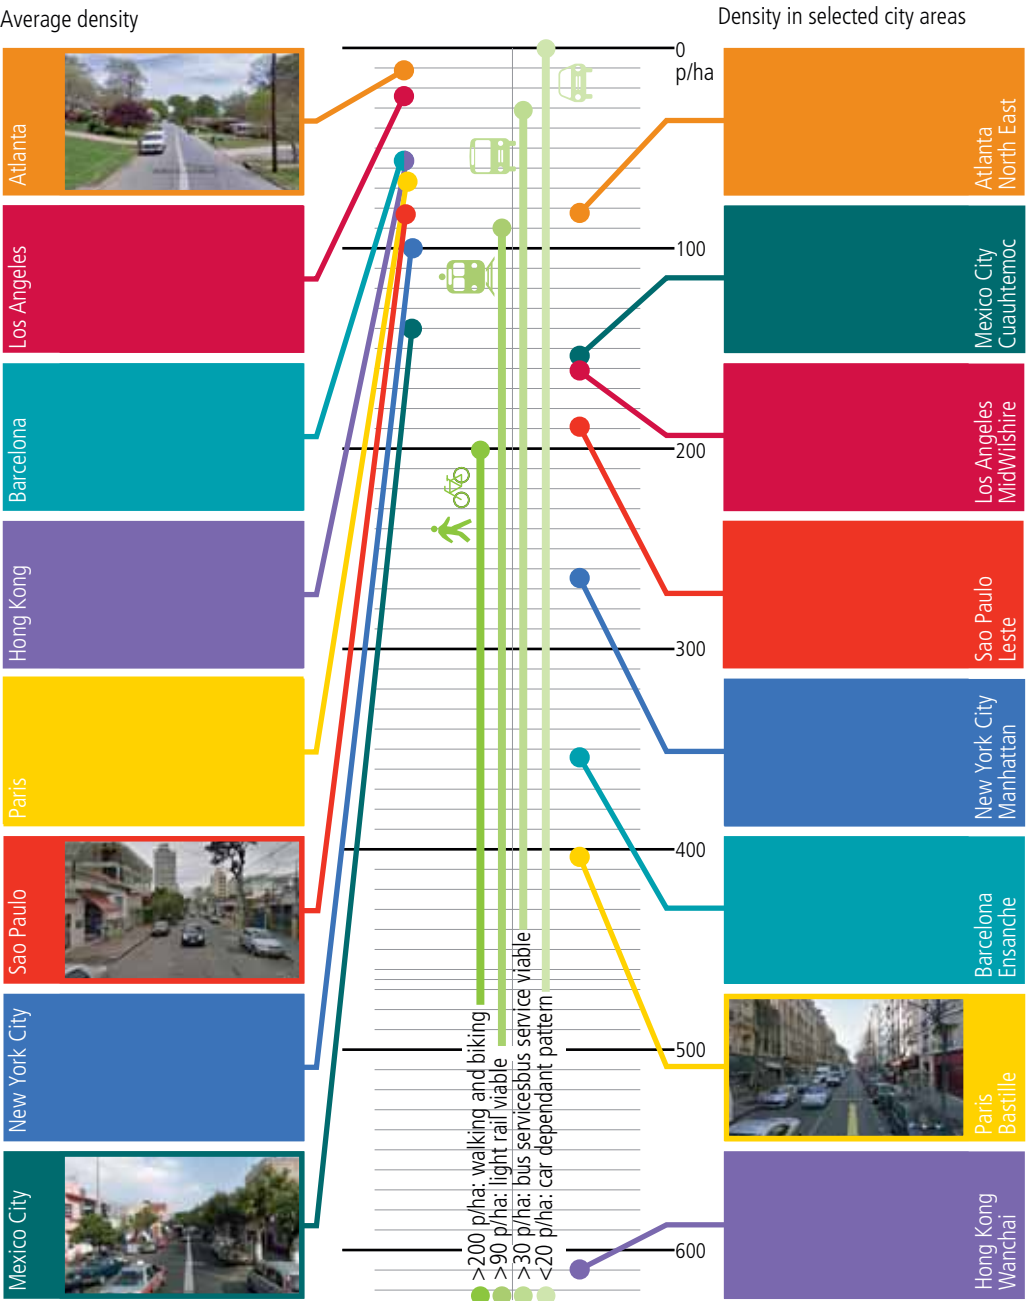 Average density
Density in selected city areas
Atlanta
Los Angeles
Barcelona
Hong Kong
Paris
Sao Paulo
New York City
Mexico City
0
p/ha
100
200
300
400
500
600
>200 p/ha: walking and biking
>90 p/ha: light rail viable
>30 p/ha: bus servicesbus service viable
<20 p/ha: car dependant pattern
Atlanta
North East
Mexico City
Cuauhtemoc
Los Angeles
MidWilshire
Sao Paulo
Leste
New York City
Manhattan
Barcelona
Ensanche
Paris
Bastille
Hong Kong
Wanchai